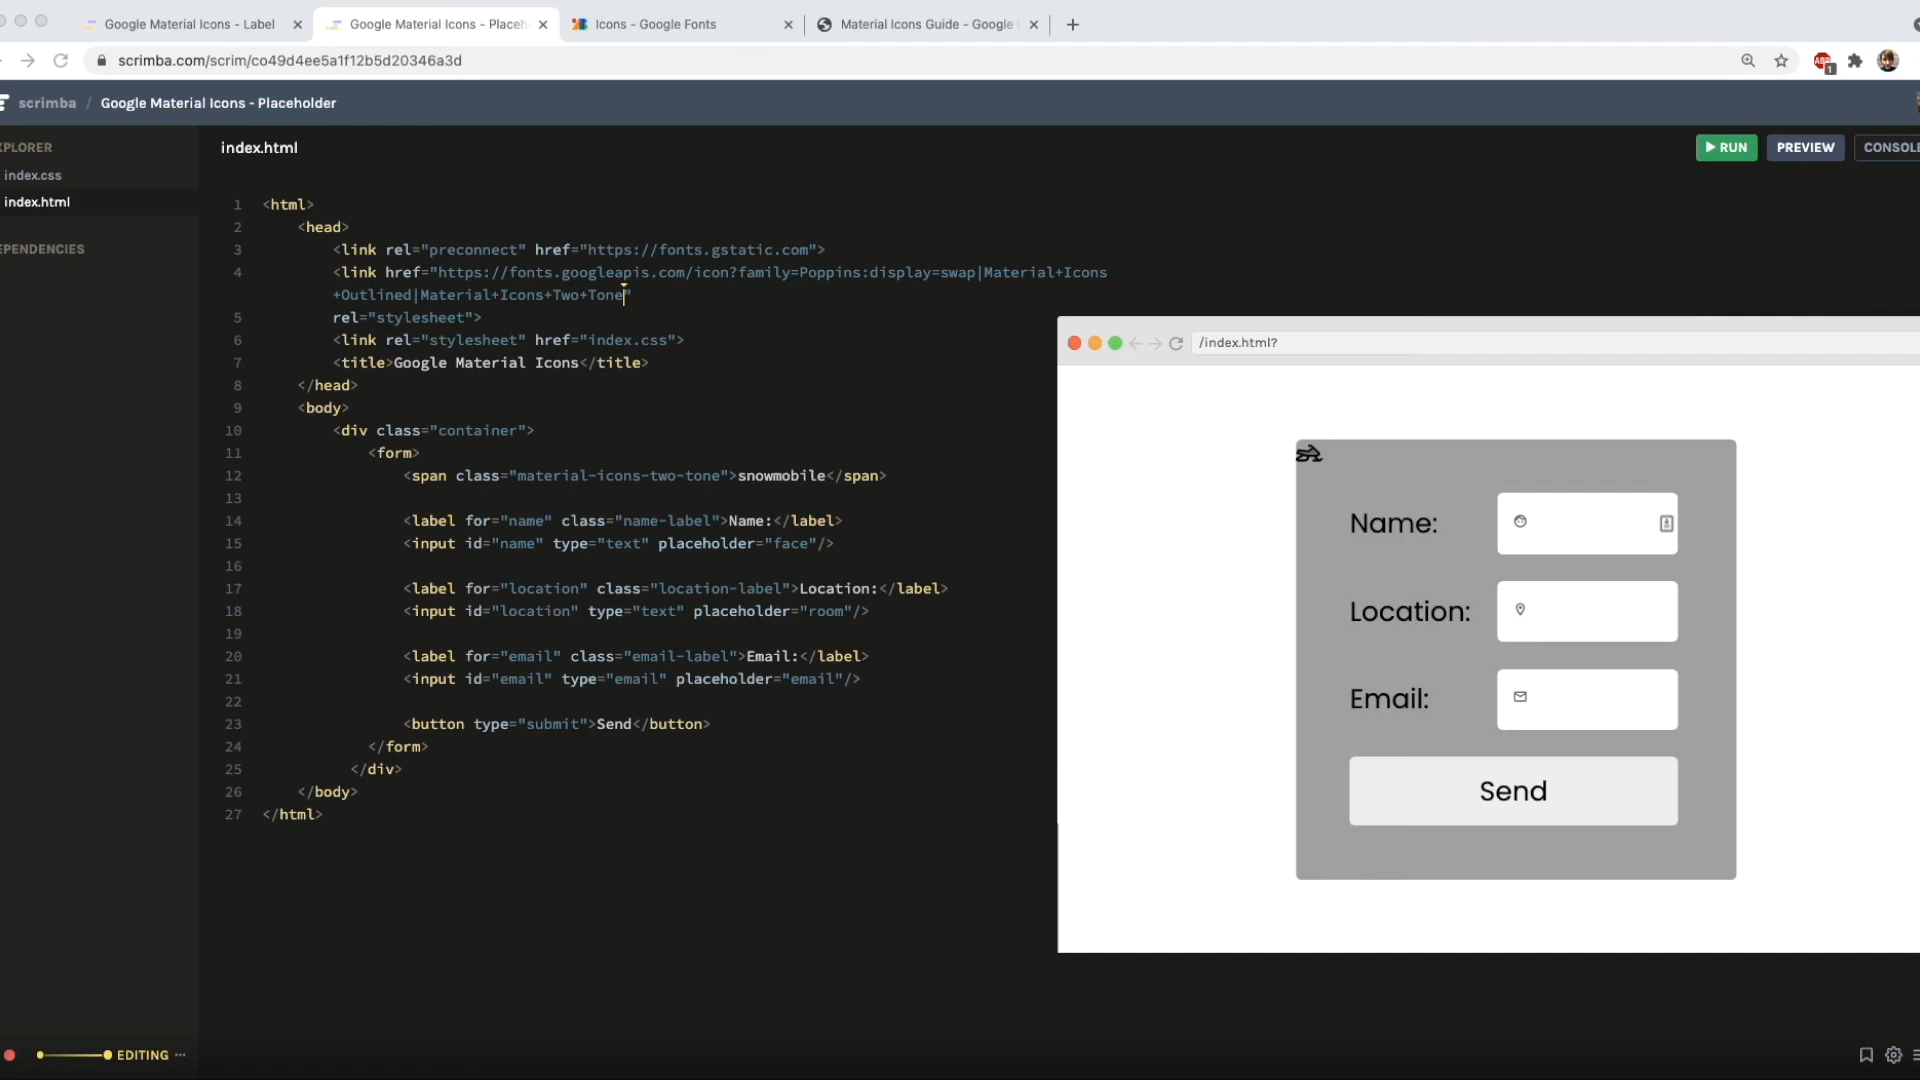 Google Material Icons - Label
Google Material Icons - Placeh
Icons - Google Fonts
Material Icons Guide - Google
scrimba.com/scrim/co49d4ee5a1f12b5d20346a3d
1
scrimba / Google Material Icons - Placeholder
XPLORER
index.css
index.html
EPENDENCIES
index.html
RUN
PREVIEW
CONSOLE
1 <html>
2 <head>
3 <link rel="preconnect" href="https://fonts.gstatic.com">
4 <link href="https://fonts.googleapis.com/icon?family=Poppins:display=swap|Material+Icons
+Outlined|Material+Icons+Two+Tone"
5 rel="stylesheet">
6 <link rel="stylesheet" href="index.css">
7 <title>Google Material Icons</title>
8 </head>
9 <body>
10 <div class="container">
11 <form>
12 <span class="material-icons-two-tone">snowmobile</span>
13
14 <label for="name" class="name-label">Name:</label>
15 <input id="name" type="text" placeholder="face"/>
16
17 <label for="location" class="location-label">Location:</label>
18 <input id="location" type="text" placeholder="room"/>
19
20 <label for="email" class="email-label">Email:</label>
21 <input id="email" type="email" placeholder="email"/>
22
23 <button type="submit">Send</button>
24 </form>
25 </div>
26 </body>
27 </html>
/index.html?
Name:
Location:
Email:
Send
EDITING ...